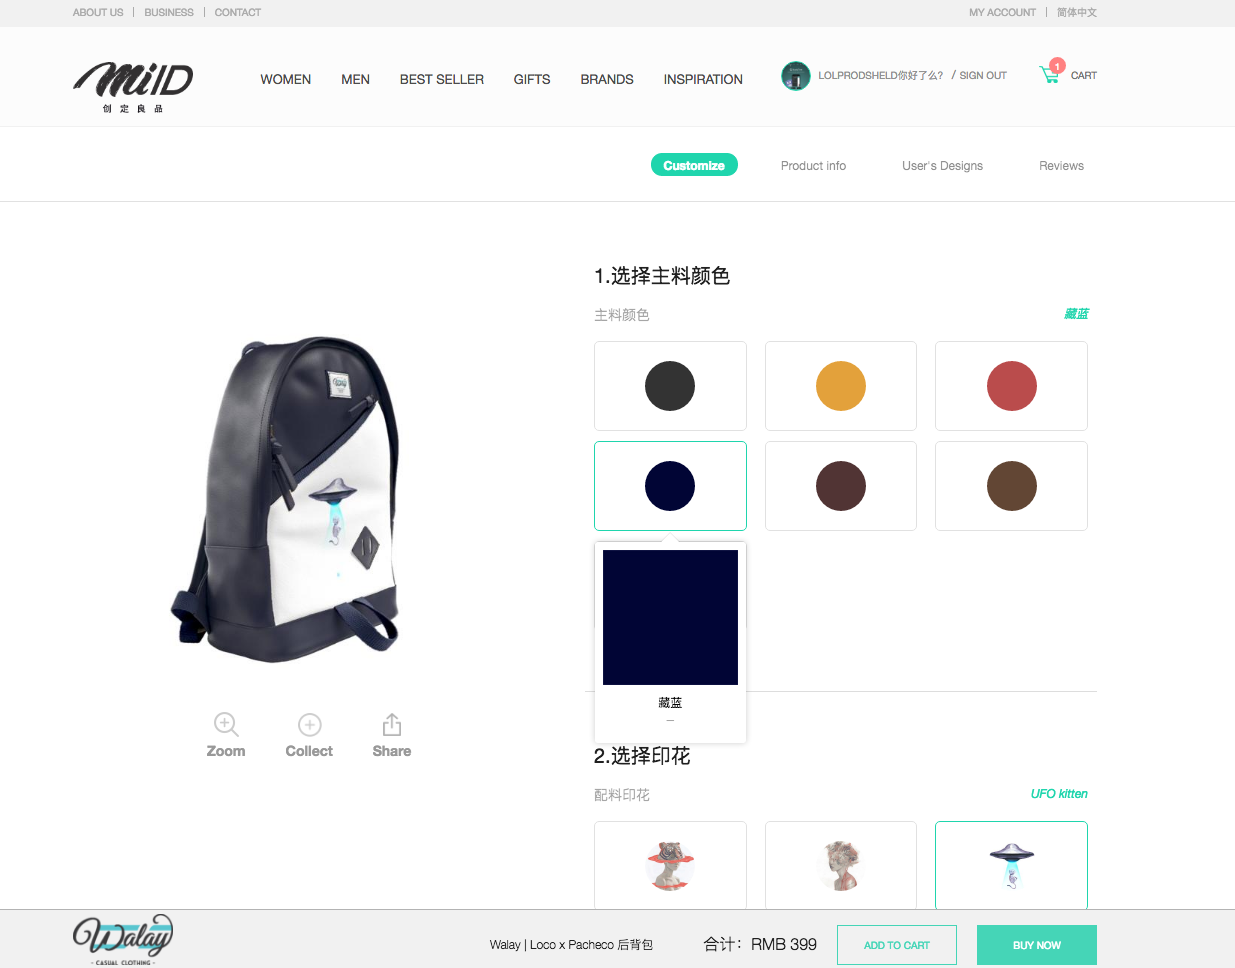 ABOUT US | BUSINESS | CONTACT
MY ACCOUNT | 简体中文
MiiD
创定良品
WOMEN MEN BEST SELLER GIFTS BRANDS INSPIRATION
LOLPRODSHELD你好了么? / SIGN OUT
1
CART
Customize Product info User's Designs Reviews
1.选择主料颜色
主料颜色
藏蓝
藏蓝
–
Zoom Collect Share
2.选择印花
配料印花
UFO kitten
Walay
- CASUAL CLOTHING -
Walay | Loco x Pacheco 后背包
合计: RMB 399
ADD TO CART
BUY NOW